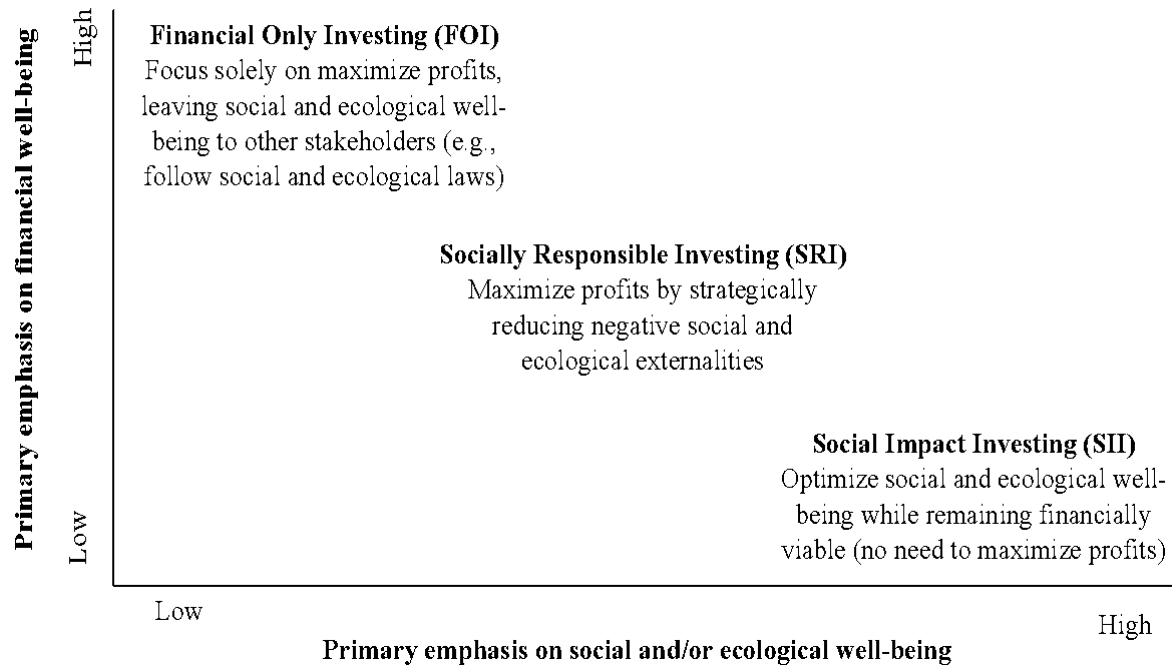 Primary emphasis on financial well-being
High
Low
Financial Only Investing (FOI)
Focus solely on maximize profits,
leaving social and ecological well-
being to other stakeholders (e.g.,
follow social and ecological laws)
Socially Responsible Investing (SRI)
Maximize profits by strategically
reducing negative social and
ecological externalities
Social Impact Investing (SII)
Optimize social and ecological well-
being while remaining financially
viable (no need to maximize profits)
Low
High
Primary emphasis on social and/or ecological well-being